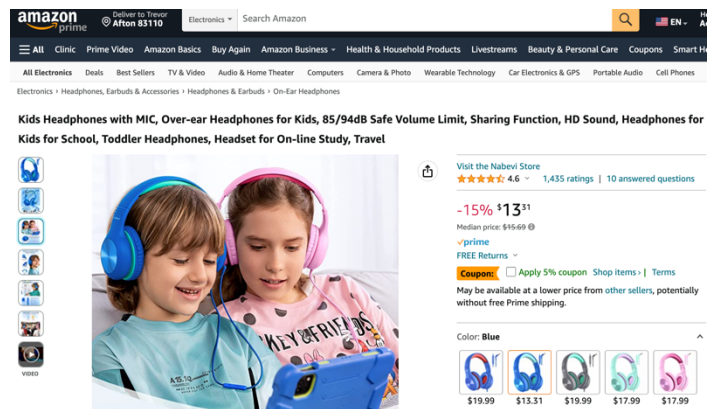 amazon
prime
Deliver to Trevor
Afton 83110
Electronics
Search Amazon
EN
All Clinic Prime Video Amazon Basics Buy Again Amazon Business Health & Household Products Livestreams Beauty & Personal Care Coupons Smart H
All Electronics Deals Best Sellers TV & Video Audio & Home Theater Computers Camera & Photo Wearable Technology Car Electronics & GPS Portable Audio Cell Phones
Electronics › Headphones, Earbuds & Accessories › Headphones & Earbuds › On-Ear Headphones
Kids Headphones with MIC, Over-ear Headphones for Kids, 85/94dB Safe Volume Limit, Sharing Function, HD Sound, Headphones for
Kids for School, Toddler Headphones, Headset for On-line Study, Travel
Visit the Nabevi Store
4.6 1,435 ratings | 10 answered questions
-15% $13 31
Median price: $15.69
prime
FREE Returns
Coupon: Apply 5% coupon Shop items › | Terms
May be available at a lower price from other sellers, potentially
without free Prime shipping.
Color: Blue
$19.99 $13.31 $19.99 $17.99 $17.99
VIDEO